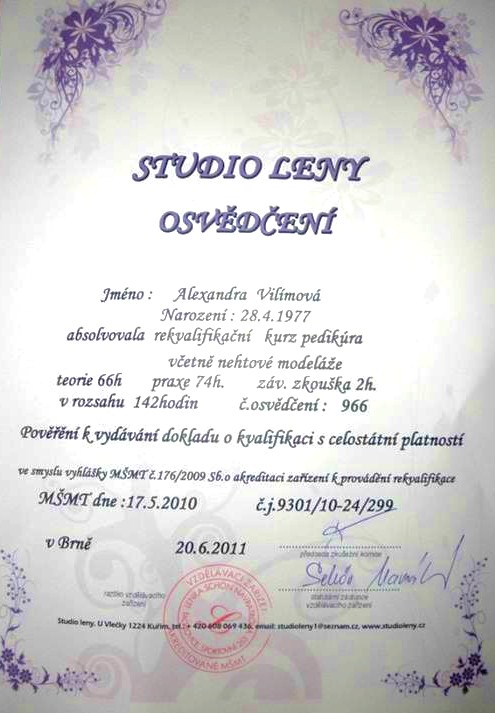 STUDIO LENY
OSVĚDČENÍ
Jméno : Alexandra Vilímová
Narození : 28.4.1977
absolvovala rekvalifikační kurz pedikúra
včetně nehtové modeláže
teorie 66h praxe 74h. záv. zkouška 2h.
v rozsahu 142hodin č.osvědčení : 966
Pověření k vydávání dokladu o kvalifikaci s celostátní platností
ve smyslu vyhlášky MŠMT č.176/2009 Sb.o akreditaci zařízení k provádění rekvalifikace
MŠMT dne :17.5.2010 č.j.9301/10-24/299
v Brně 20.6.2011
předseda zkušební komise
razítko vzdělávacího
zařízení
statutární zástupce
vzdělávacího zařízení
VZDĚLÁVACÍ ZAŘÍZENÍ
AKREDITOVANÉ MŠMT
Studio leny. U Vlečky 1224 Kuřim, tel.: + 420 608 069 436, email: studioleny1@seznam.cz, www.studioleny.cz